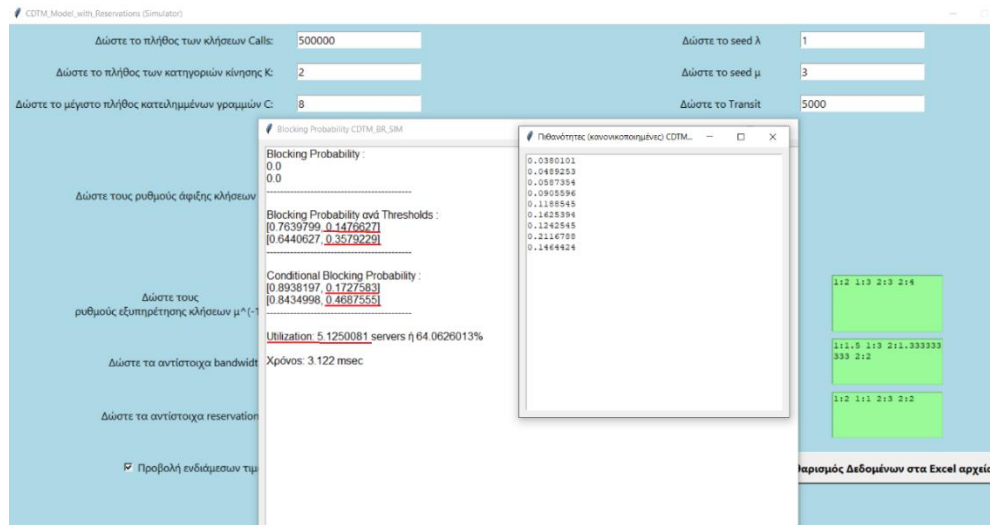 CDTM_Model_with_Reservations (Simulator)
Δώστε το πλήθος των κλήσεων Calls: 500000
Δώστε το seed λ 1
Δώστε το πλήθος των κατηγοριών κίνησης K: 2
Δώστε το seed μ 3
Δώστε το μέγιστο πλήθος κατειλημμένων γραμμών C: 8
Δώστε το Transit 5000
Δώστε τους ρυθμούς άφιξης κλήσεων
Δώστε τους
ρυθμούς εξυπηρέτησης κλήσεων μ^(-1
Δώστε τα αντίστοιχα bandwidt
Δώστε τα αντίστοιχα reservation
Προβολή ενδιάμεσων τιμ
Blocking Probability CDTM_BR_SIM
Blocking Probability :
0.0
0.0
Blocking Probability ανά Thresholds :
[0.7639799, 0.1476627]
[0.6440627, 0.3579229]
Conditional Blocking Probability :
[0.8938197, 0.1727583]
[0.8434998, 0.4687555]
Utilization: 5.1250081 servers ή 64.0626013%
Χρόνος: 3.122 msec
Πιθανότητες (κανονικοποιημένες) CDTM...
0.0380101
0.0489253
0.0587354
0.0905596
0.1188545
0.1625394
0.1242545
0.2116788
0.1464424
1:2 1:3 2:3 2:4
1:1.5 1:3 2:1.333333
333 2:2
1:2 1:1 2:3 2:2
θαρισμός Δεδομένων στα Excel αρχεία